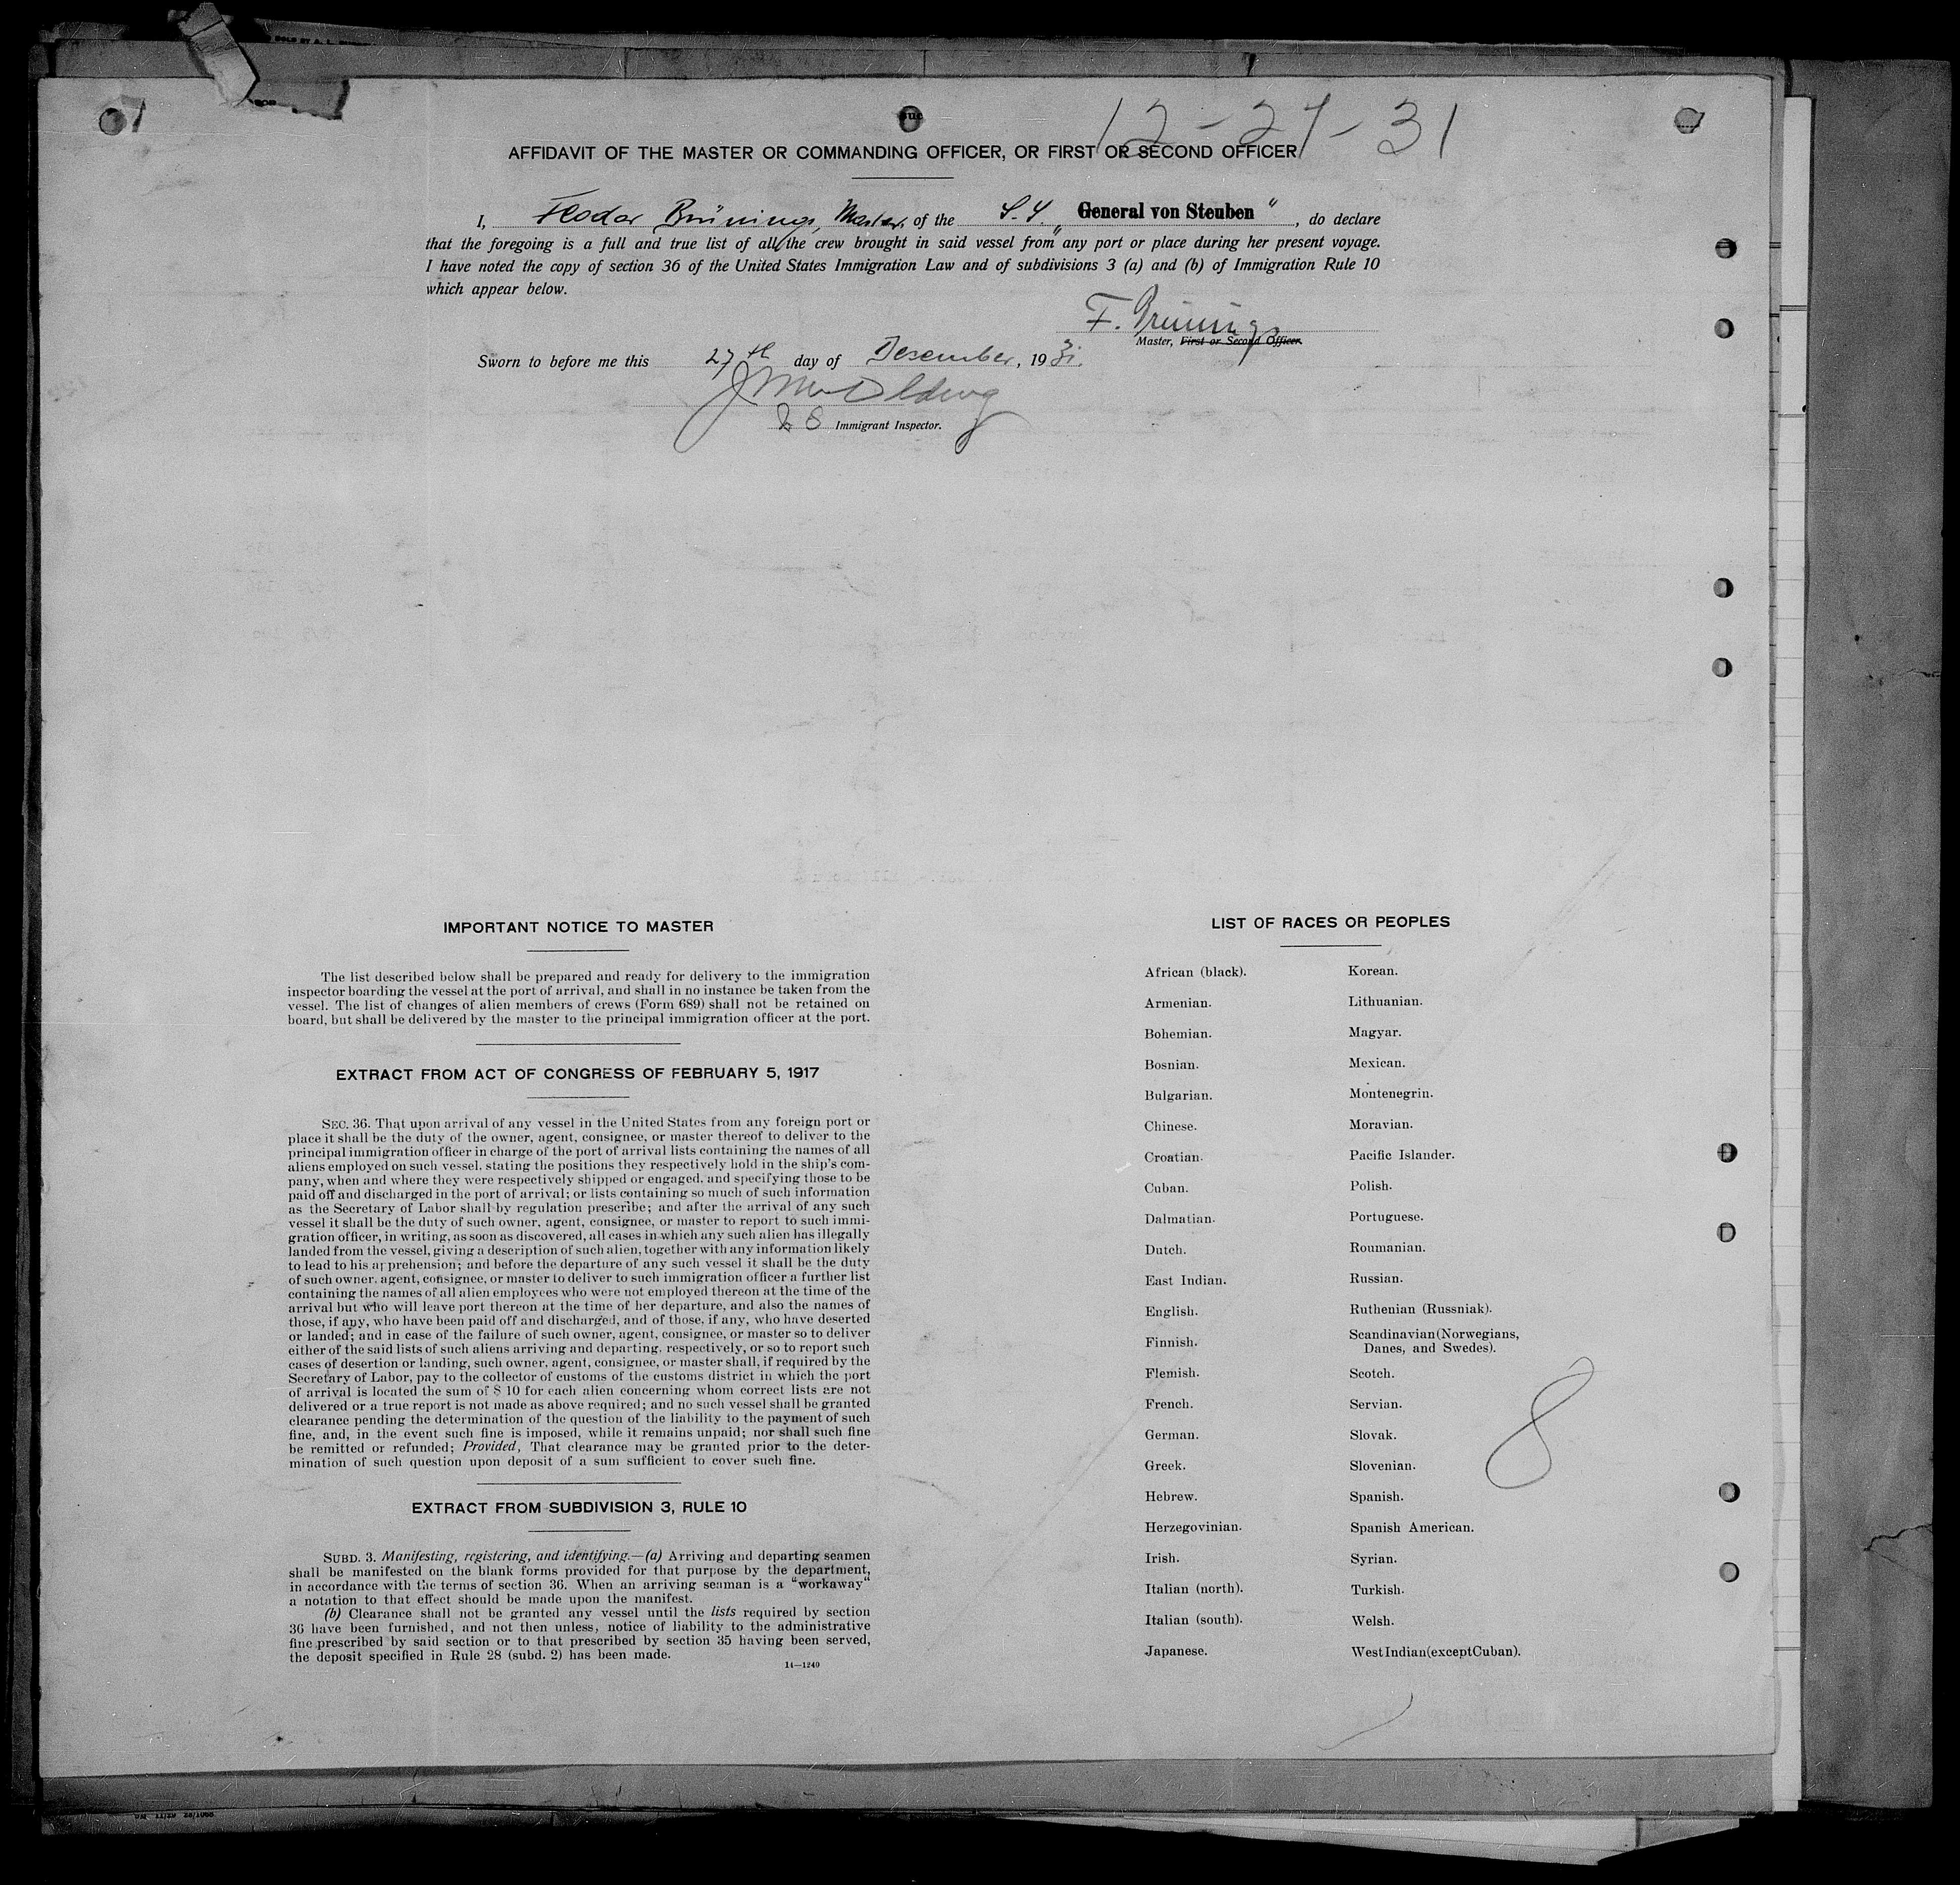 12-27-31
AFFIDAVIT OF THE MASTER OR COMMANDING OFFICER, OR FIRST OR SECOND OFFICER
I, Brünings, Master, of the S.S. „General von Steuben“, do declare
that the foregoing is a full and true list of all the crew brought in said vessel from any port or place during her present voyage.
I have noted the copy of section 36 of the United States Immigration Law and of subdivisions 3 (a) and (b) of Immigration Rule 10
which appear below.
F. Brünings
Master, First or Second Officer.
Sworn to before me this 27th day of Desember, 1931.
Immigrant Inspector.
IMPORTANT NOTICE TO MASTER
The list described below shall be prepared and ready for delivery to the immigration
inspector boarding the vessel at the port of arrival, and shall in no instance be taken from the
vessel. The list of changes of alien members of crews (Form 689) shall not be retained on
board, but shall be delivered by the master to the principal immigration officer at the port.
EXTRACT FROM ACT OF CONGRESS OF FEBRUARY 5, 1917
SEC. 36. That upon arrival of any vessel in the United States from any foreign port or
place it shall be the duty of the owner, agent, consignee, or master thereof to deliver to the
principal immigration officer in charge of the port of arrival lists containing the names of all
aliens employed on such vessel, stating the positions they respectively hold in the ship's com-
pany, when and where they were respectively shipped or engaged, and specifying those to be
paid off and discharged in the port of arrival; or lists containing so much of such information
as the Secretary of Labor shall by regulation prescribe; and after the arrival of any such
vessel it shall be the duty of such owner, agent, consignee, or master to report to such immi-
gration officer, in writing, as soon as discovered, all cases in which any such alien has illegally
landed from the vessel, giving a description of such alien, together with any information likely
to lead to his apprehension; and before the departure of any such vessel it shall be the duty
of such owner, agent, consignee, or master to deliver to such immigration officer a further list
containing the names of all alien employees who were not employed thereon at the time of the
arrival but who will leave port thereon at the time of her departure, and also the names of
those, if any, who have been paid off and discharged, and of those, if any, who have deserted
or landed; and in case of the failure of such owner, agent, consignee, or master so to deliver
either of the said lists of such aliens arriving and departing, respectively, or so to report such
cases of desertion or landing, such owner, agent, consignee, or master shall, if required by the
Secretary of Labor, pay to the collector of customs of the customs district in which the port
of arrival is located the sum of $ 10 for each alien concerning whom correct lists are not
delivered or a true report is not made as above required; and no such vessel shall be granted
clearance pending the determination of the question of the liability to the payment of such
fine, and, in the event such fine is imposed, while it remains unpaid; nor shall such fine
be remitted or refunded; Provided, That clearance may be granted prior to the deter-
mination of such question upon deposit of a sum sufficient to cover such fine.
EXTRACT FROM SUBDIVISION 3, RULE 10
SUBD. 3. Manifesting, registering, and identifying.—(a) Arriving and departing seamen
shall be manifested on the blank forms provided for that purpose by the department,
in accordance with the terms of section 36. When an arriving seaman is a "workaway"
a notation to that effect should be made upon the manifest.
(b) Clearance shall not be granted any vessel until the lists required by section
36 have been furnished, and not then unless, notice of liability to the administrative
fine prescribed by said section or to that prescribed by section 35 having been served,
the deposit specified in Rule 28 (subd. 2) has been made.
14—1240
LIST OF RACES OR PEOPLES
African (black).
Armenian.
Bohemian.
Bosnian.
Bulgarian.
Chinese.
Croatian.
Cuban.
Dalmatian.
Dutch.
East Indian.
English.
Finnish.
Flemish.
French.
German.
Greek.
Hebrew.
Herzegovinian.
Irish.
Italian (north).
Italian (south).
Japanese.
Korean.
Lithuanian.
Magyar.
Mexican.
Montenegrin.
Moravian.
Pacific Islander.
Polish.
Portuguese.
Roumanian.
Russian.
Ruthenian (Russniak).
Scandinavian (Norwegians,
Danes, and Swedes).
Scotch.
Servian.
Slovak.
Slovenian.
Spanish.
Spanish American.
Syrian.
Turkish.
Welsh.
West Indian (except Cuban).
8